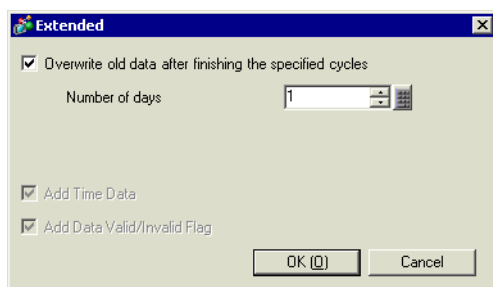 Extended
Overwrite old data after finishing the specified cycles
Number of days 1
Add Time Data
Add Data Valid/Invalid Flag
OK (O) Cancel